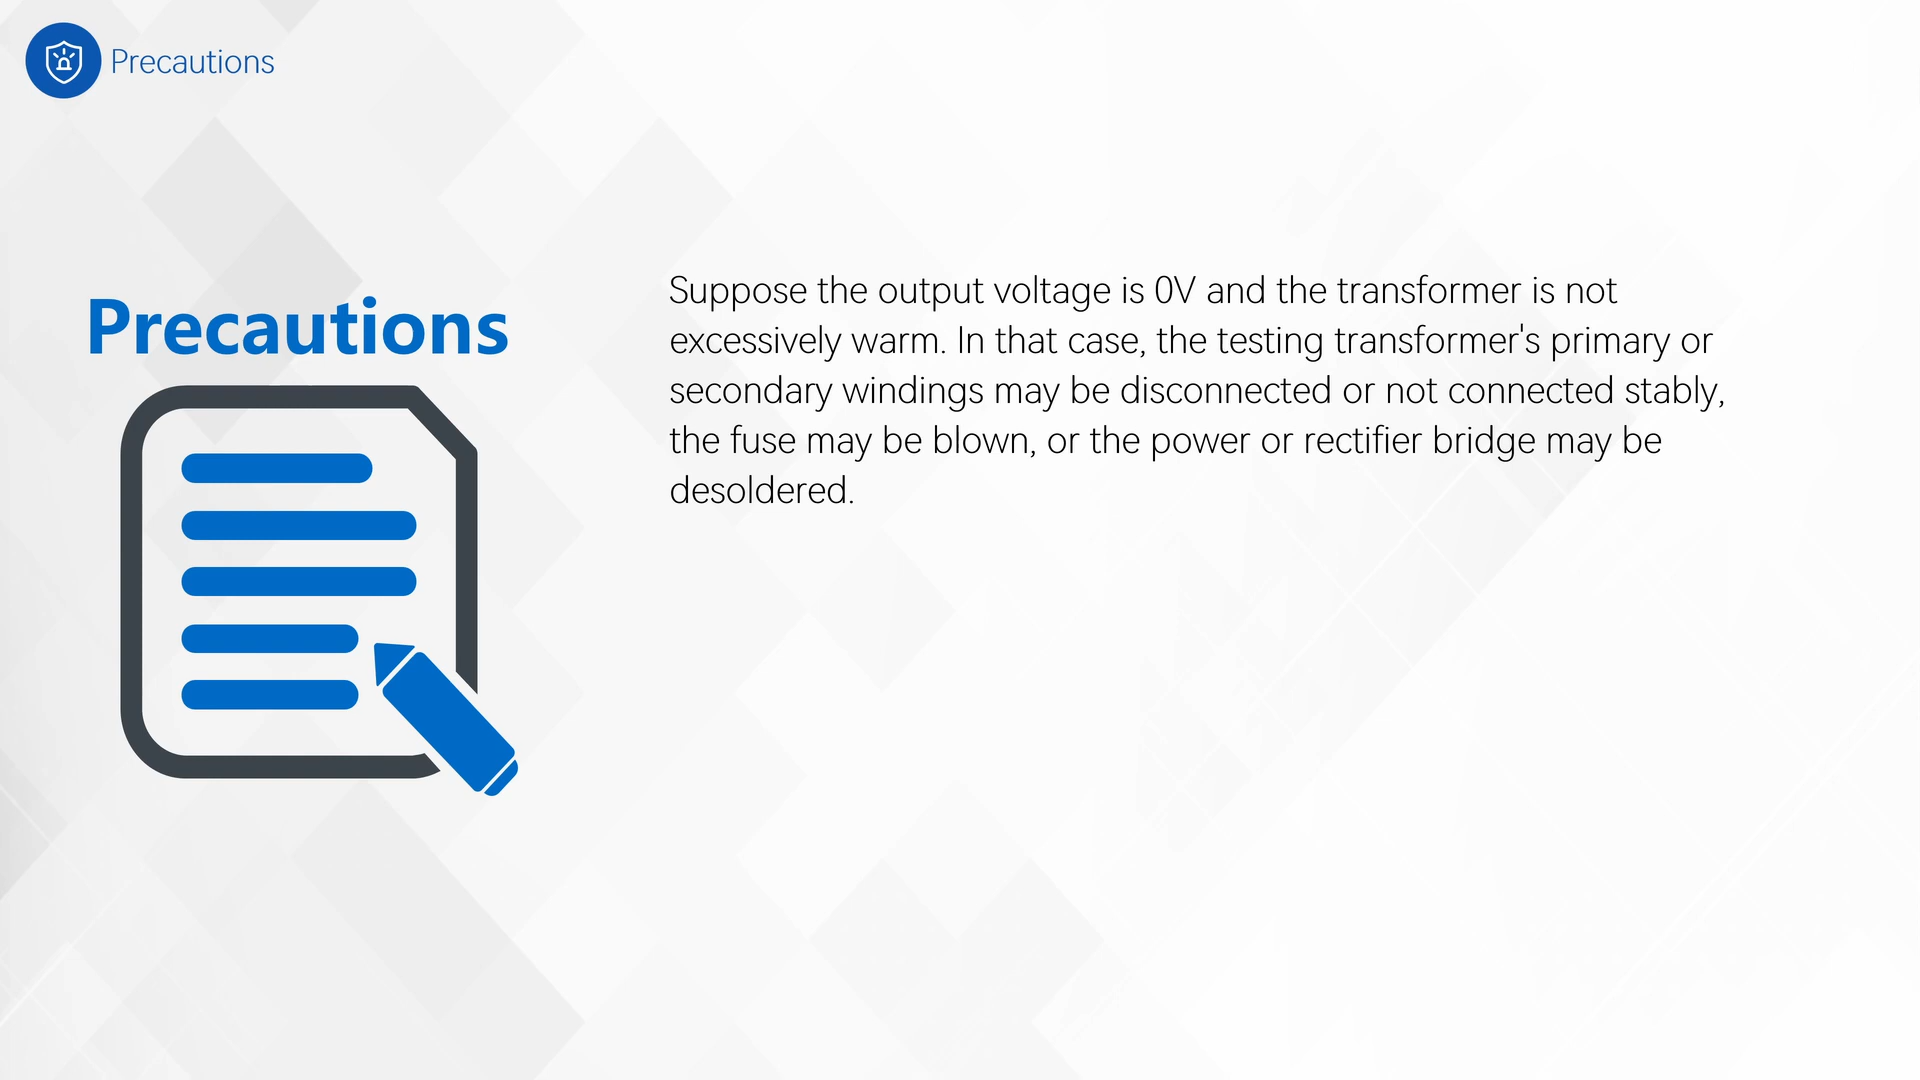 Precautions
Precautions
Suppose the output voltage is 0V and the transformer is not
excessively warm. In that case, the testing transformer's primary or
secondary windings may be disconnected or not connected stably,
the fuse may be blown, or the power or rectifier bridge may be
desoldered.